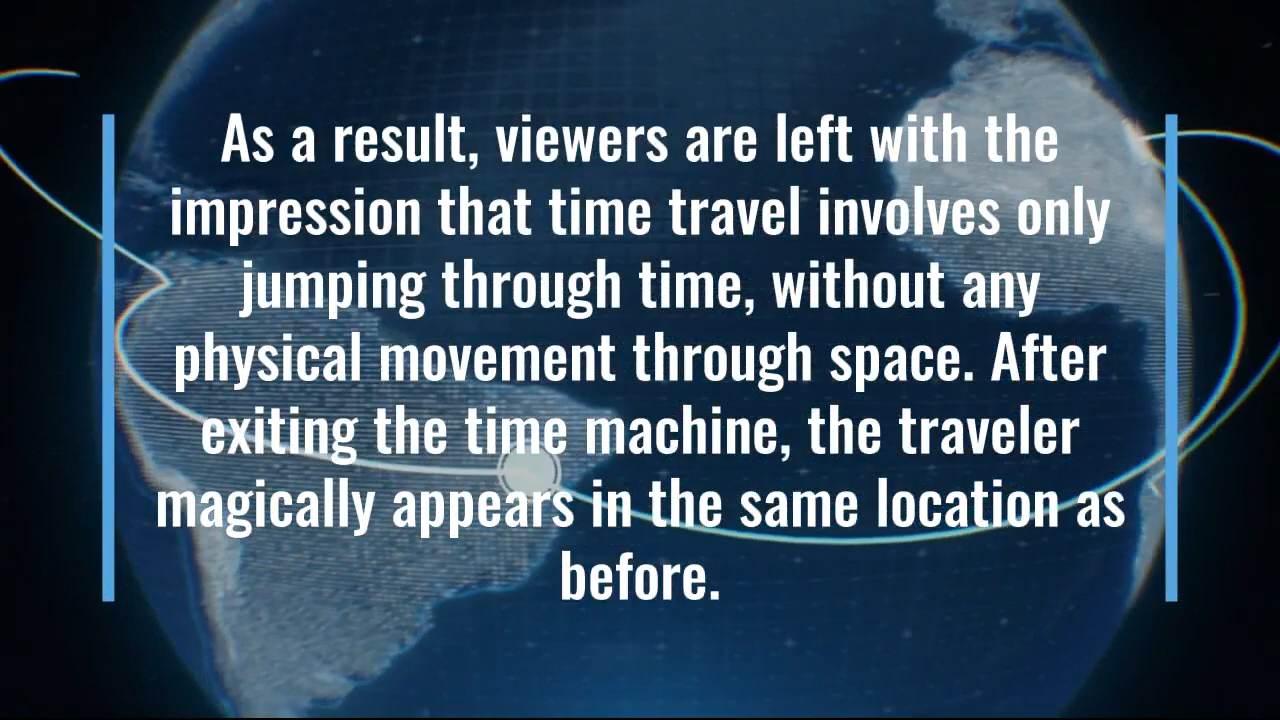 As a result, viewers are left with the
impression that time travel involves only
jumping through time, without any
physical movement through space. After
exiting the time machine, the traveler
magically appears in the same location as
before.